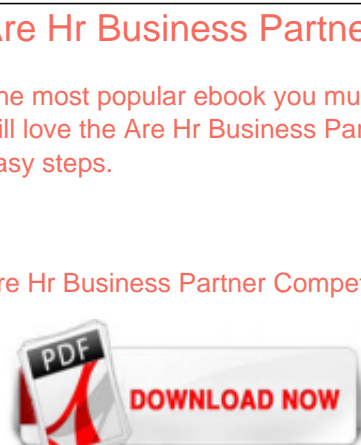 Are Hr Business Partne
he most popular ebook you mu
ill love the Are Hr Business Par
asy steps.
re Hr Business Partner Compet
PDF
DOWNLOAD NOW